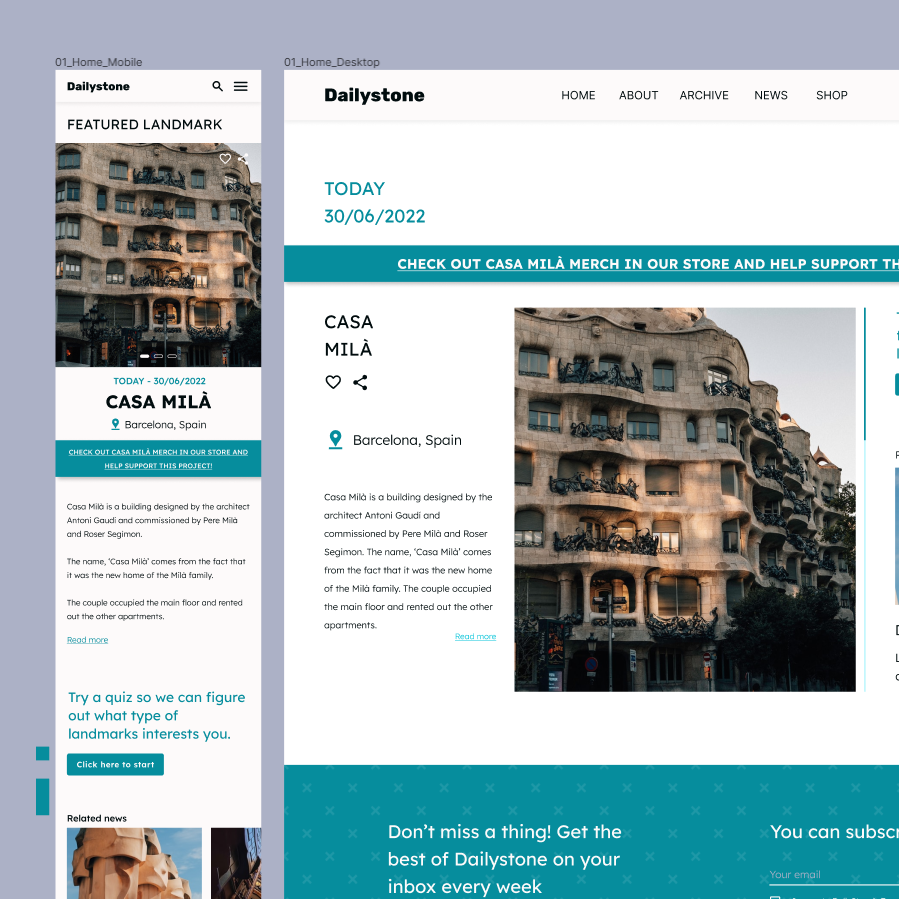 01_Home_Mobile
Dailystone
FEATURED LANDMARK
TODAY - 30/06/2022
CASA MILÀ
Barcelona, Spain
CHECK OUT CASA MILÀ MERCH IN OUR STORE AND
HELP SUPPORT THIS PROJECT!
Casa Milà is a building designed by the architect
Antoni Gaudí and commissioned by Pere Milà
and Roser Segimon.
The name, ‘Casa Milà’ comes from the fact that
it was the new home of the Milà family.
The couple occupied the main floor and rented
out the other apartments.
Read more
Try a quiz so we can figure
out what type of
landmarks interests you.
Click here to start
Related news
01_Home_Desktop
Dailystone
HOME ABOUT ARCHIVE NEWS SHOP
TODAY
30/06/2022
CHECK OUT CASA MILÀ MERCH IN OUR STORE AND HELP SUPPORT TH
CASA
MILÀ
Barcelona, Spain
Casa Milà is a building designed by the
architect Antoni Gaudí and
commissioned by Pere Milà and Roser
Segimon. The name, ‘Casa Milà’ comes
from the fact that it was the new home
of the Milà family. The couple occupied
the main floor and rented out the other
apartments.
Read more
Don’t miss a thing! Get the
best of Dailystone on your
inbox every week
You can subscr
Your email